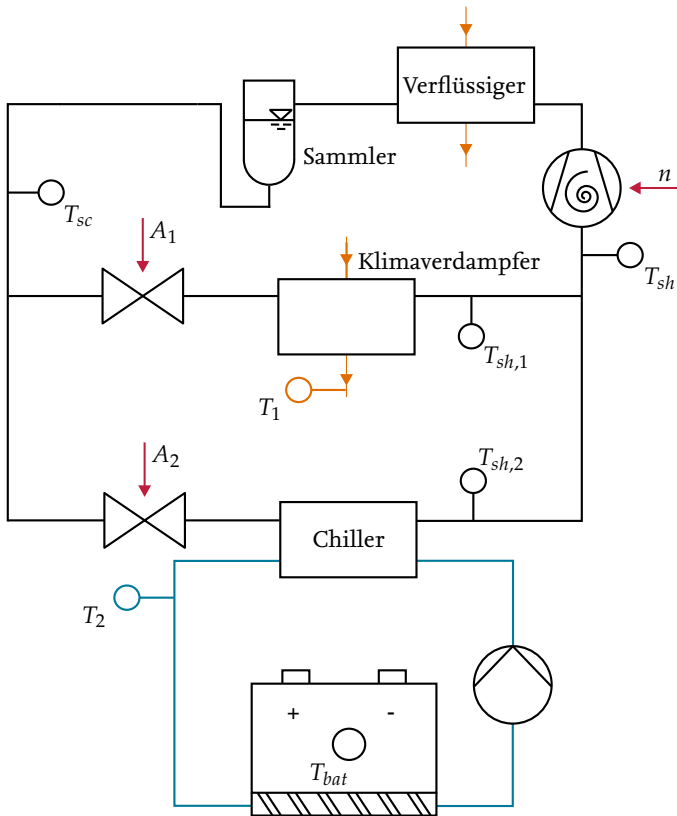 Verflüssiger
Sammler
n
T_sc
A_1
Klimaverdampfer
T_sh
T_sh,1
T_1
A_2
T_sh,2
Chiller
T_2
+ -
T_bat